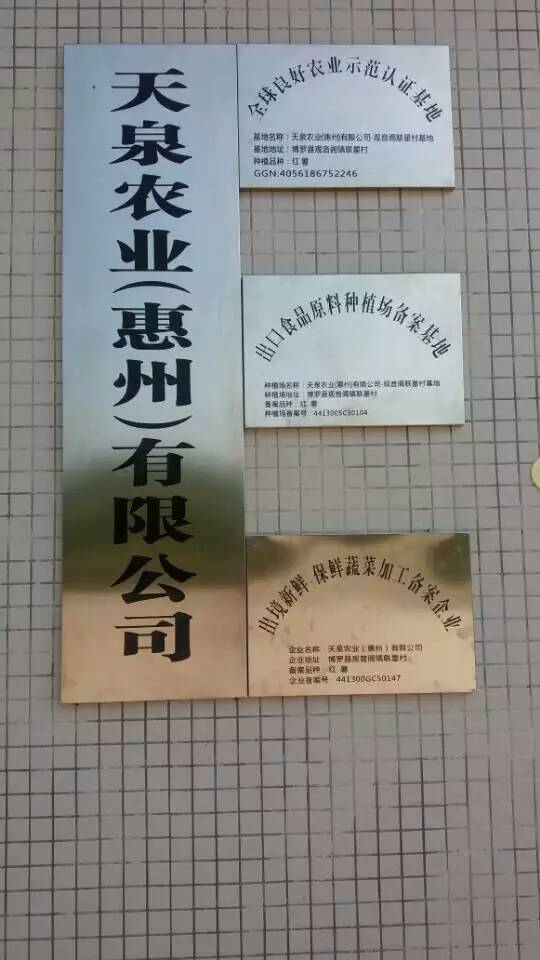 天泉农业(惠州)有限公司
全球良好农业示范认证基地
基地名称：天泉农业(惠州)有限公司-观音阁联星村基地
基地地址：博罗县观音阁镇联星村
种植品种：红 薯
GGN:4056186752246
出口食品原料种植场备案基地
种植场名称：天泉农业(惠州)有限公司-观音阁联星村基地
种植场地址：博罗县观音阁镇联星村
备案品种：红 薯
种植场备案号 4413005C30104
出境新鲜、保鲜蔬菜加工备案企业
企业名称 天泉农业（惠州）有限公司
企业地址 博罗县观音阁镇联星村
备案品种：红 薯
企业备案号 441300GC50147